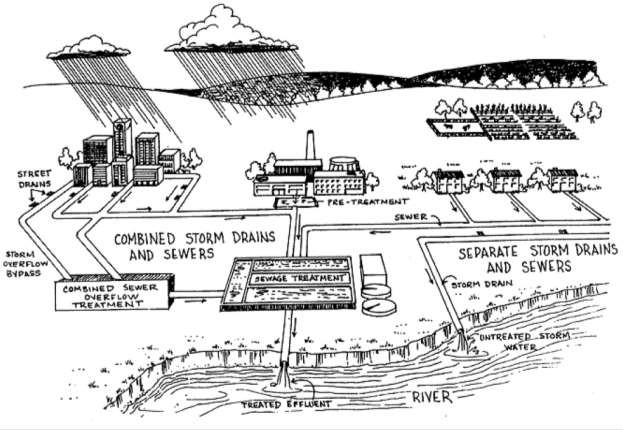 STREET
DRAINS
PRE-TREATMENT
SEWER
COMBINED STORM DRAINS
AND SEWERS
STORM
OVERFLOW
BYPASS
SEPARATE STORM DRAINS
AND SEWERS
SEWAGE TREATMENT
STORM DRAIN
COMBINED SEWER
OVERFLOW
TREATMENT
UNTREATED STORM
WATER
TREATED EFFLUENT
RIVER